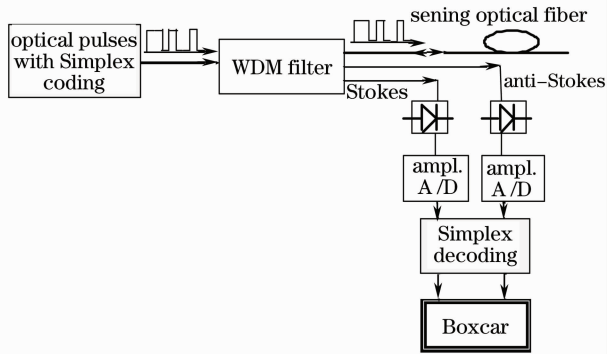 sening optical fiber
optical pulses
with Simplex
coding
WDM filter
anti-Stokes
Stokes
ampl.
A/D
ampl.
A/D
Simplex
decoding
Boxcar